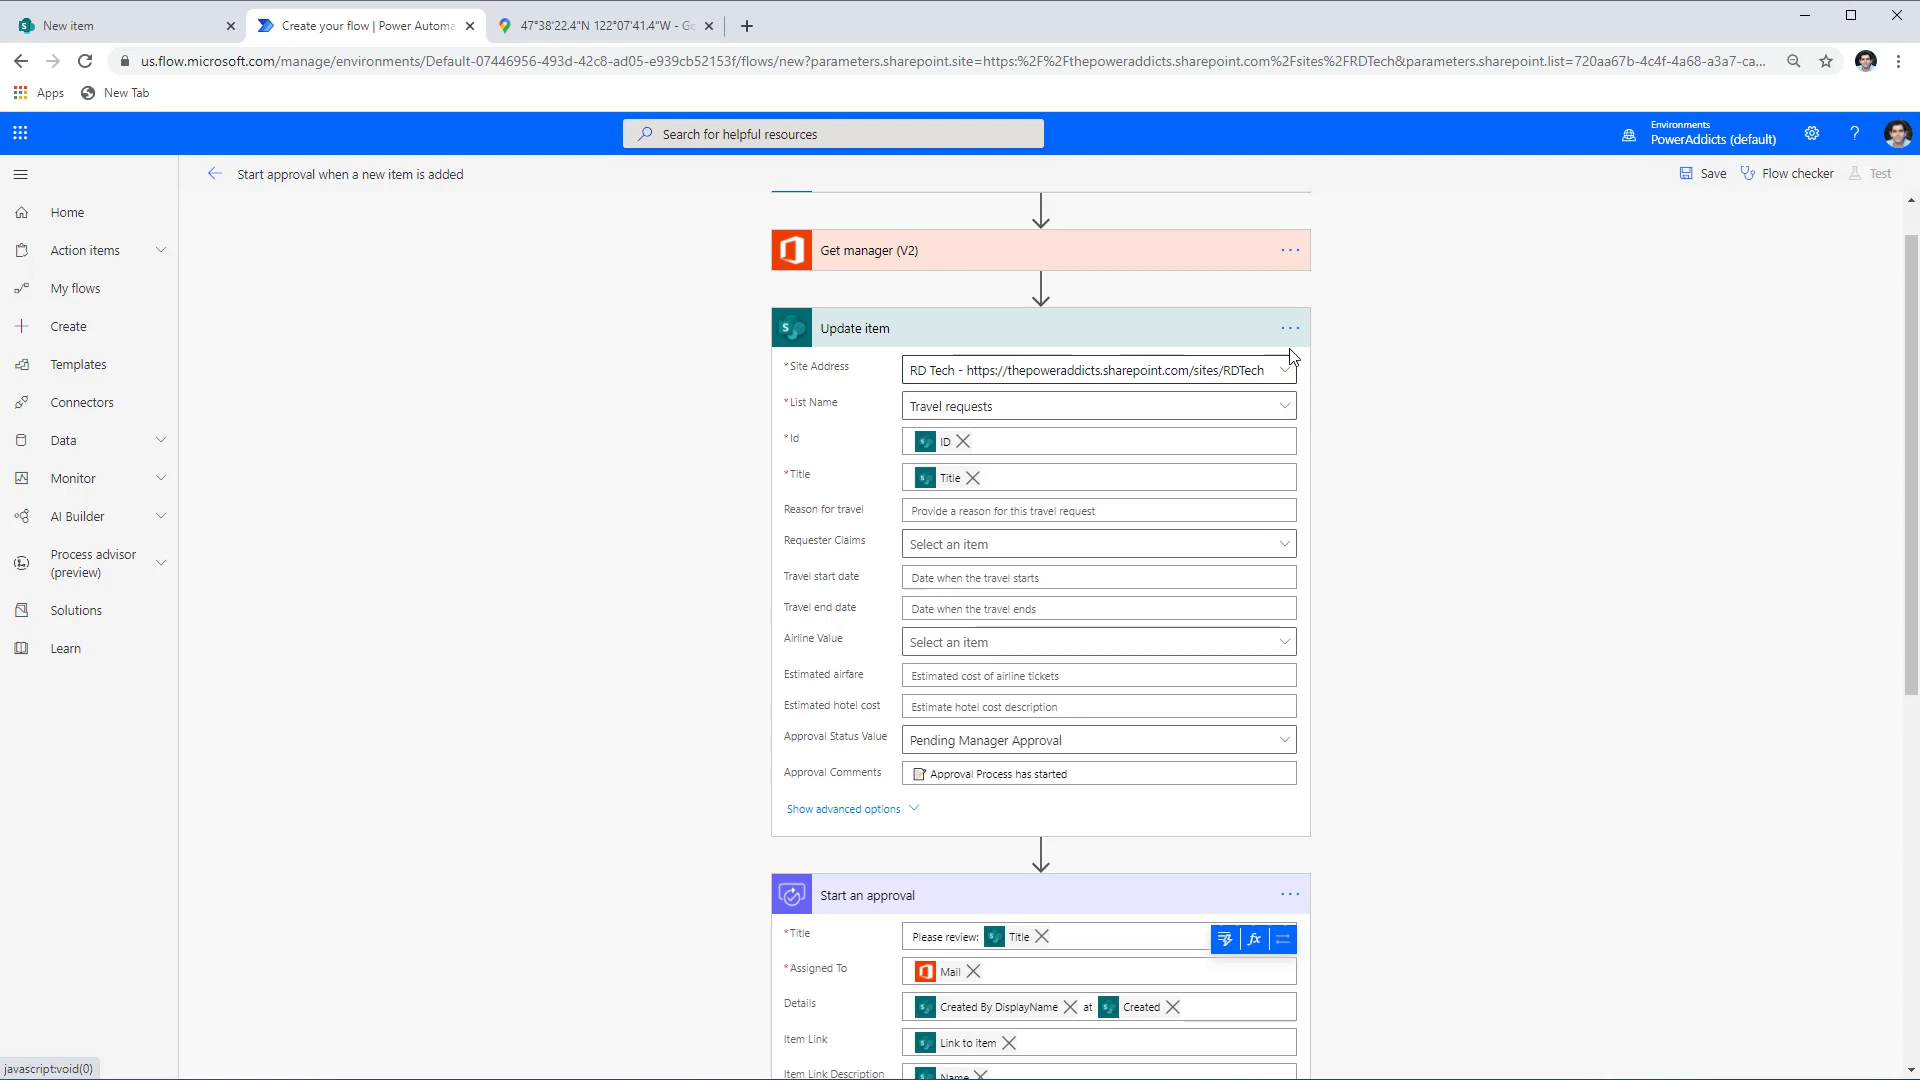 New item
Create your flow | Power Automa
47°38'22.4"N 122°07'41.4"W - Go
us.flow.microsoft.com/manage/environments/Default-07446956-493d-42c8-ad05-e939cb52153f/flows/new?parameters.sharepoint.site=https:%2F%2Fthepoweraddicts.sharepoint.com%2Fsites%2FRDTech&parameters.sharepoint.list=720aa67b-4c4f-4a68-a3a7-ca...
Apps
New Tab
Search for helpful resources
Environments
PowerAddicts (default)
Start approval when a new item is added
Save
Flow checker
Test
Home
Action items
My flows
Create
Templates
Connectors
Data
Monitor
AI Builder
Process advisor
(preview)
Solutions
Learn
Get manager (V2)
Update item
*Site Address
RD Tech - https://thepoweraddicts.sharepoint.com/sites/RDTech
*List Name
Travel requests
*Id
ID
*Title
Title
Reason for travel
Provide a reason for this travel request
Requester Claims
Select an item
Travel start date
Date when the travel starts
Travel end date
Date when the travel ends
Airline Value
Select an item
Estimated airfare
Estimated cost of airline tickets
Estimated hotel cost
Estimate hotel cost description
Approval Status Value
Pending Manager Approval
Approval Comments
Approval Process has started
Show advanced options
Start an approval
*Title
Please review: Title
fx
*Assigned To
Mail
Details
Created By DisplayName at Created
Item Link
Link to item
Item Link Description
Name
javascript:void(0)